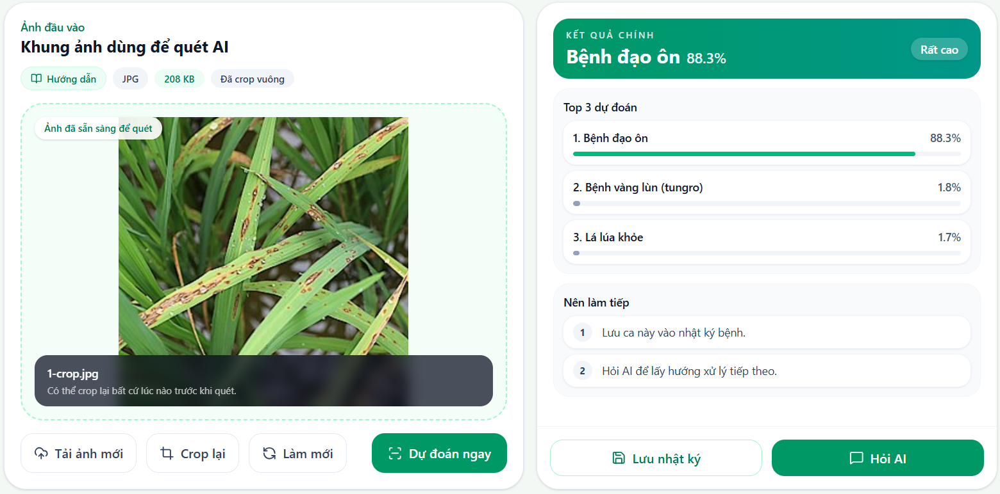 Ảnh đầu vào
Khung ảnh dùng để quét AI
Hướng dẫn
JPG
208 KB
Đã crop vuông
Ảnh đã sẵn sàng để quét
1-crop.jpg
Có thể crop lại bất cứ lúc nào trước khi quét.
Tải ảnh mới
Crop lại
Làm mới
Dự đoán ngay
KẾT QUẢ CHÍNH
Bệnh đạo ôn 88.3%
Rất cao
Top 3 dự đoán
1. Bệnh đạo ôn 88.3%
2. Bệnh vàng lùn (tungro) 1.8%
3. Lá lúa khỏe 1.7%
Nên làm tiếp
1 Lưu ca này vào nhật ký bệnh.
2 Hỏi AI để lấy hướng xử lý tiếp theo.
Lưu nhật ký
Hỏi AI